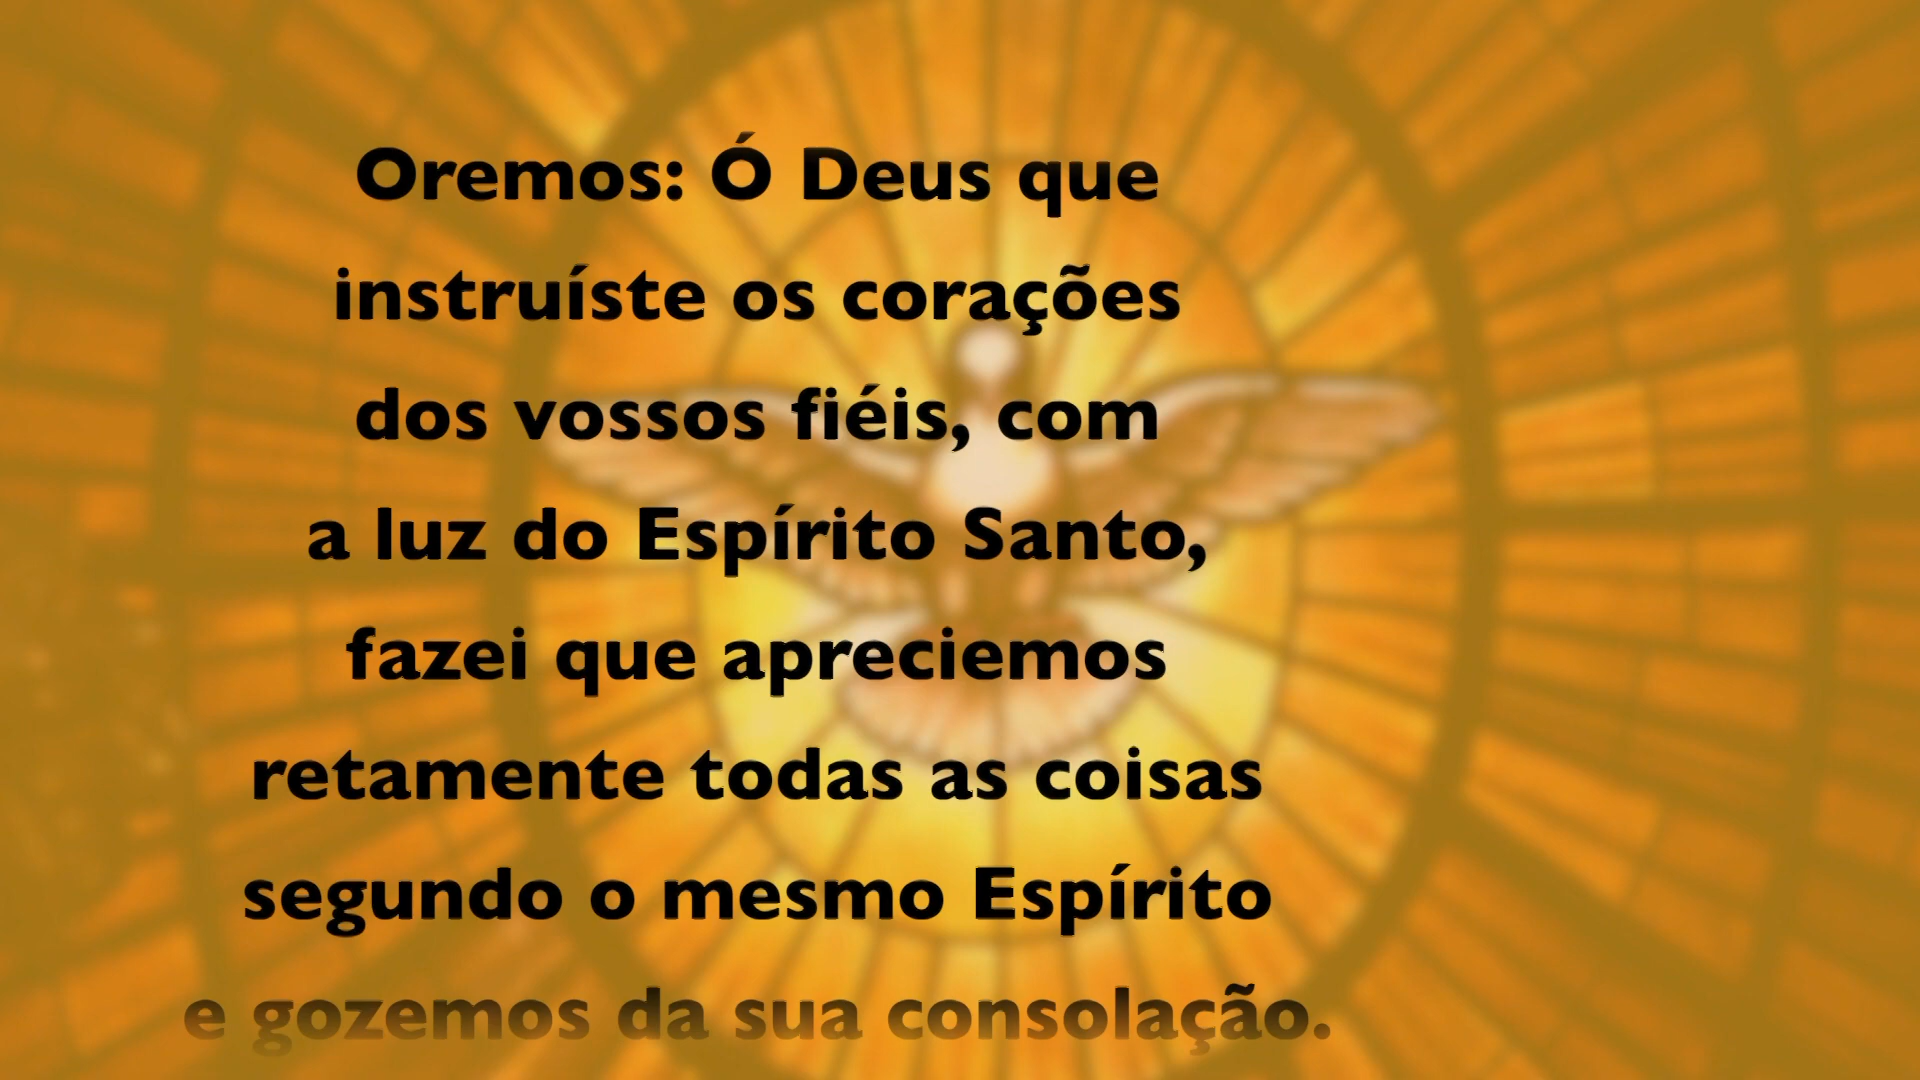 Oremos: Ó Deus que
instruíste os corações
dos vossos fiéis, com
a luz do Espírito Santo,
fazei que apreciemos
retamente todas as coisas
segundo o mesmo Espírito
e gozemos da sua consolação.